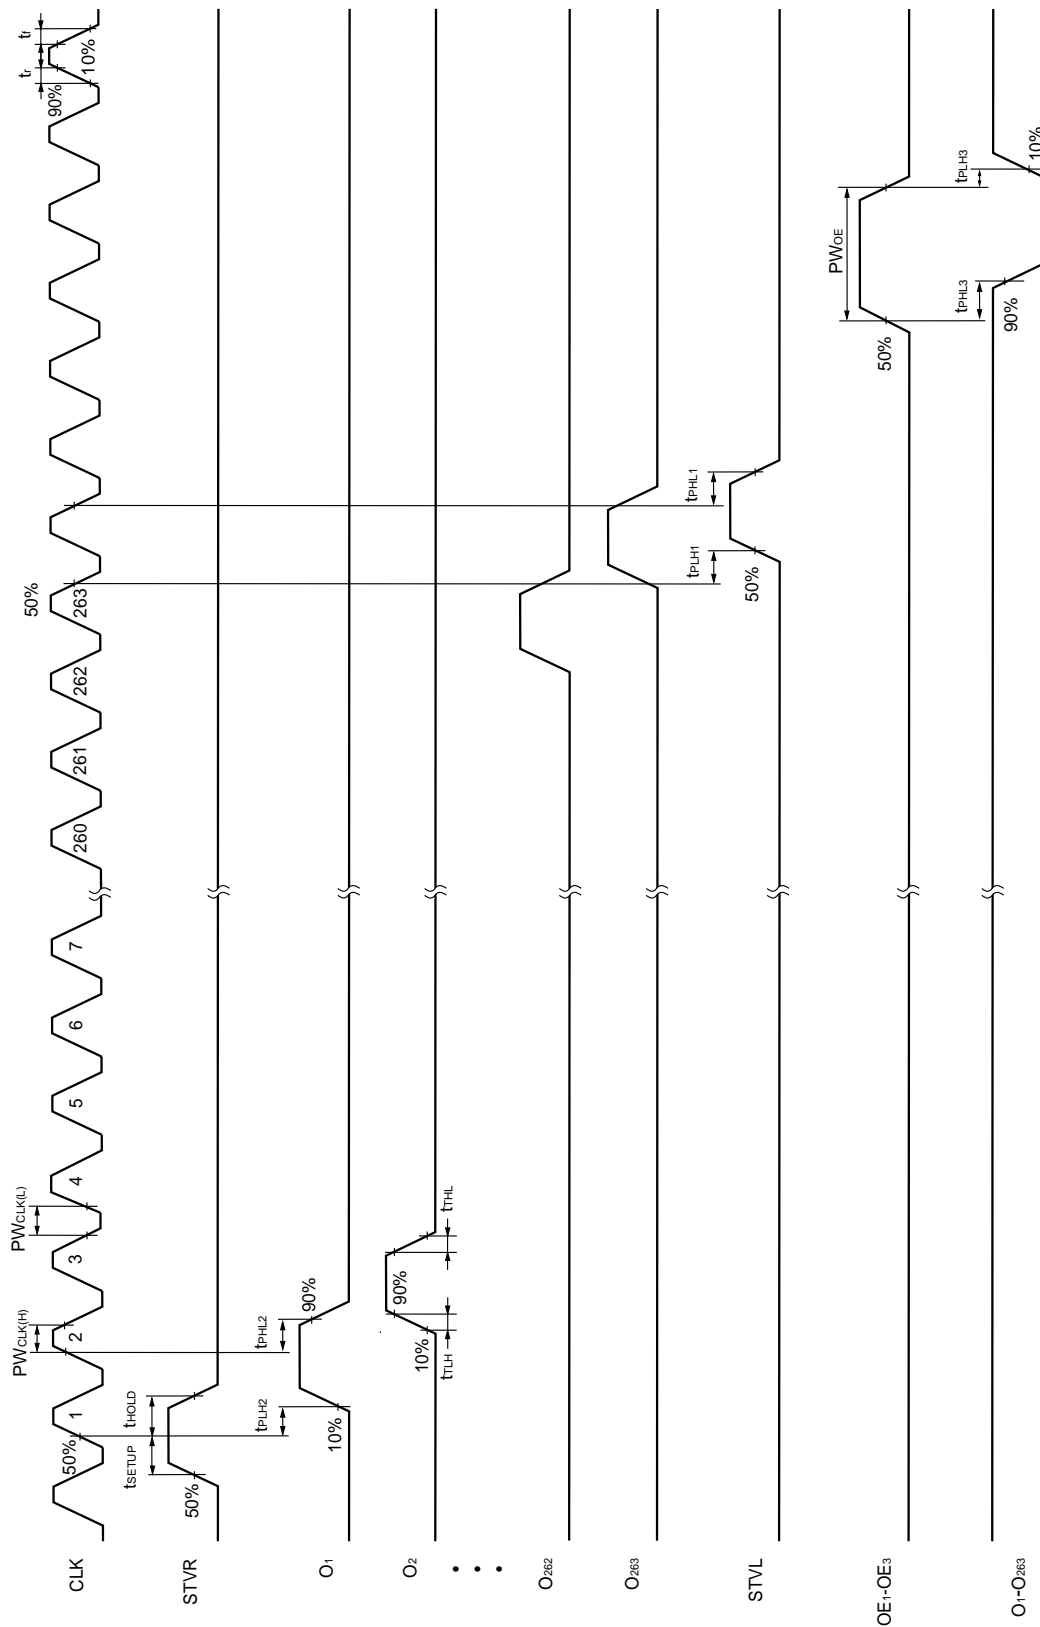 CLK
50%
1
2
PWCLK(H)
3
PWCLK(L)
4
5
6
7
260
261
262
263
50%
90%
10%
tr
tf
STVR
50%
tSETUP
tHOLD
O1
10%
tPLH2
tPHL2
90%
O2
10%
90%
tTLH
tTHL
O262
O263
STVL
50%
tPLH1
tPHL1
OE1-OE3
50%
PWOE
O1-O263
90%
tPHL3
tPLH3
10%